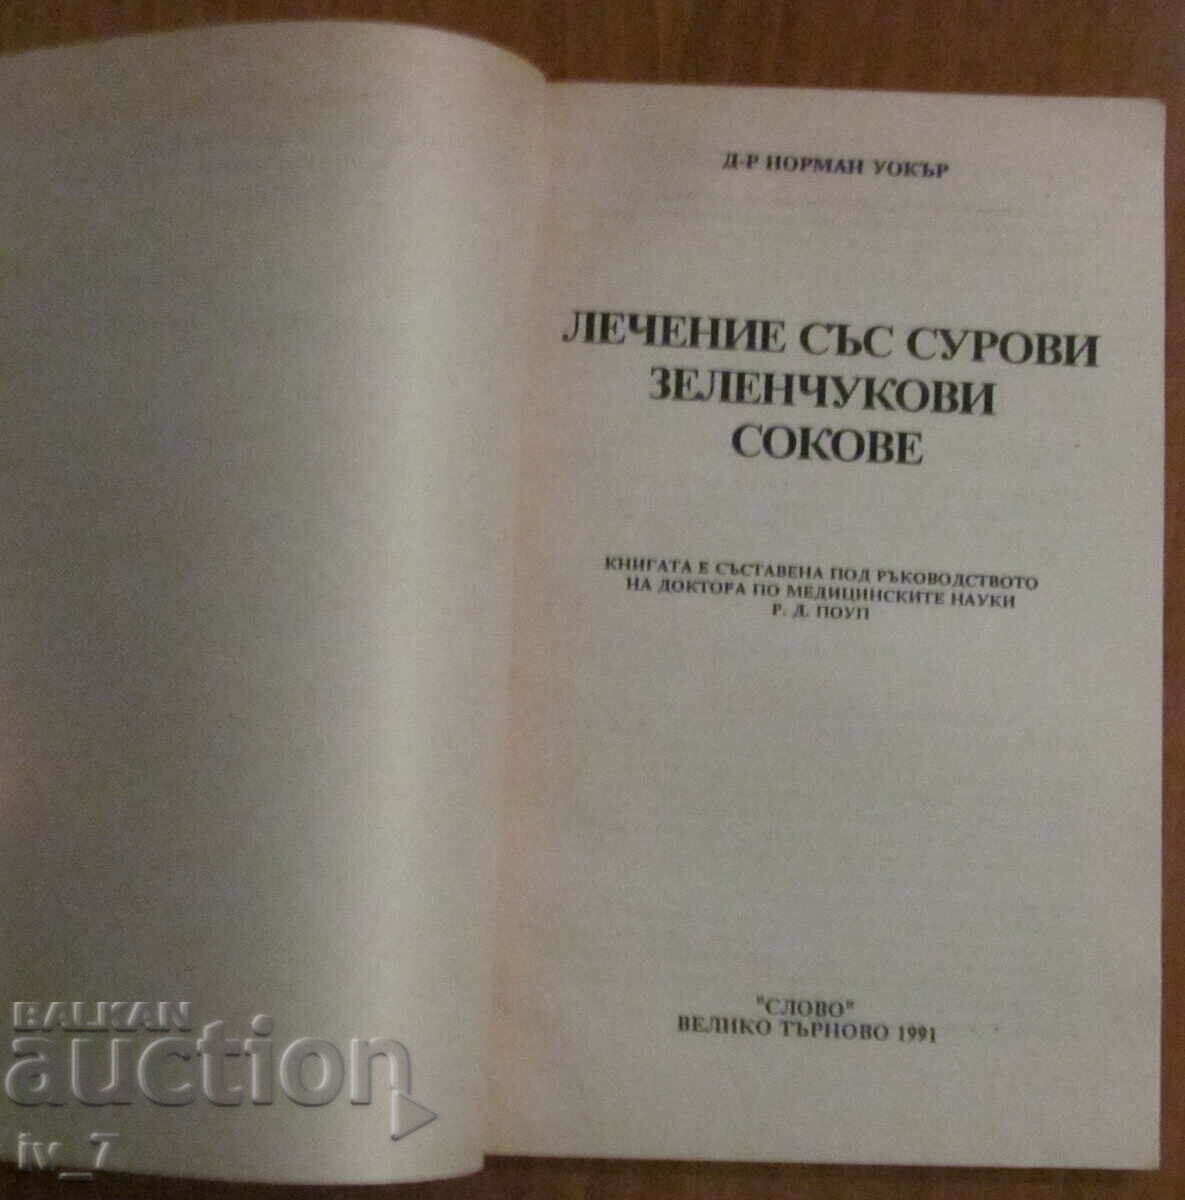 Д-Р НОРМАН УОКЪР
ЛЕЧЕНИЕ СЪС СУРОВИ
ЗЕЛЕНЧУКОВИ
СОКОВЕ
КНИГАТА Е СЪСТАВЕНА ПОД РЪКОВОДСТВОТО
НА ДОКТОРА ПО МЕДИЦИНСКИТЕ НАУКИ
Р. Д. ПОУП
"СЛОВО"
ВЕЛИКО ТЪРНОВО 1991
BALKAN
auction
iv_7